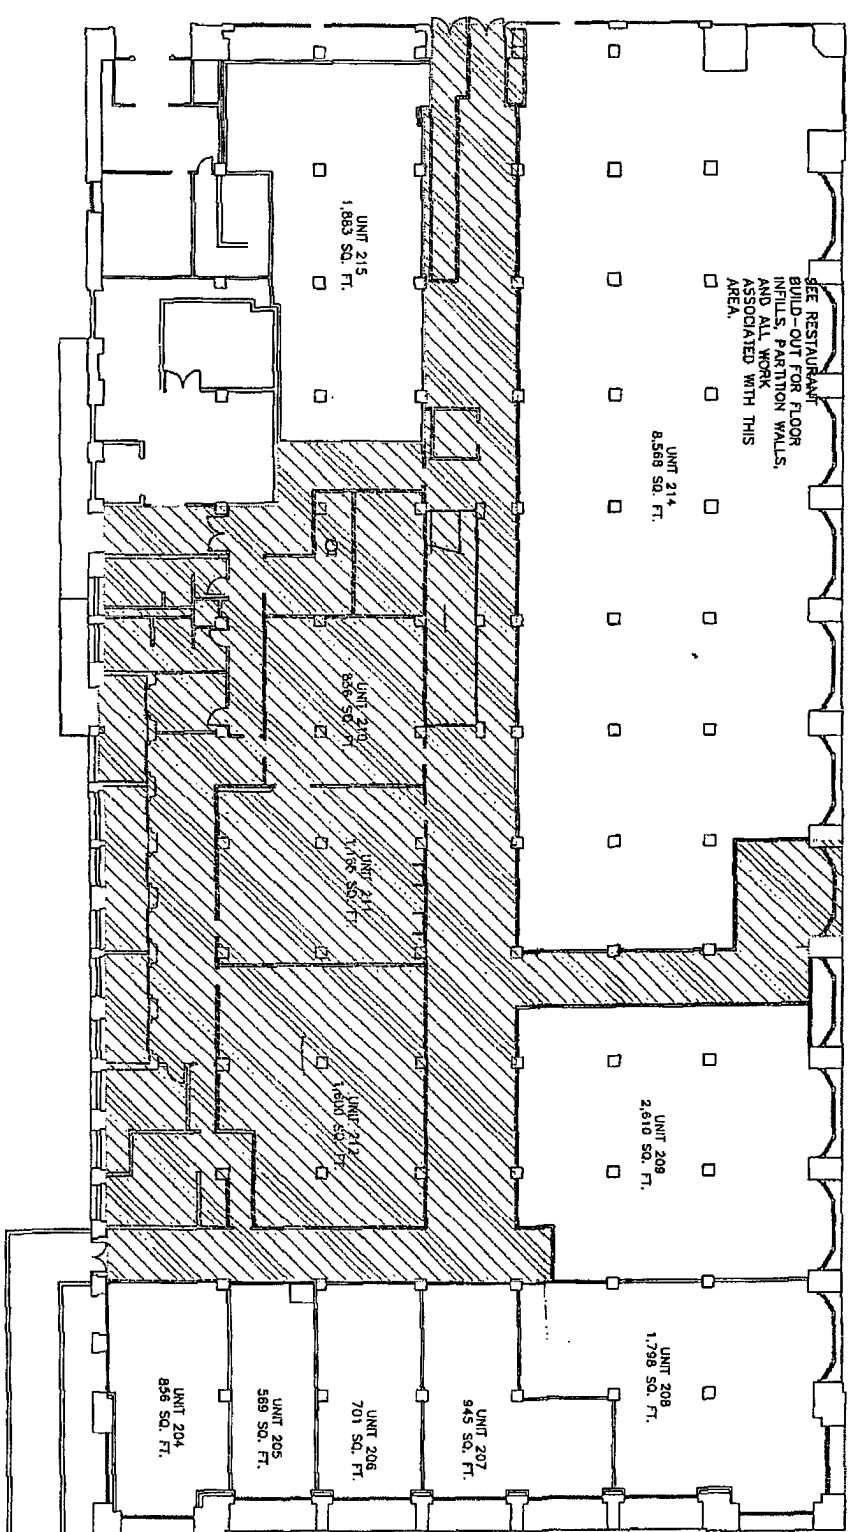 SEE RESTAURANT
BUILD-OUT FOR FLOOR
INFILLS, PARTITION WALLS,
AND ALL WORK
ASSOCIATED WITH THIS
AREA.
UNIT 215
1,883 SQ. FT.
UNIT 214
8,568 SQ. FT.
UNIT 210
836 SQ. FT.
UNIT 211
SQ. FT.
UNIT 212
1,600 SQ. FT.
UNIT 209
2,610 SQ. FT.
UNIT 208
1,798 SQ. FT.
UNIT 207
945 SQ. FT.
UNIT 206
701 SQ. FT.
UNIT 205
569 SQ. FT.
UNIT 204
856 SQ. FT.